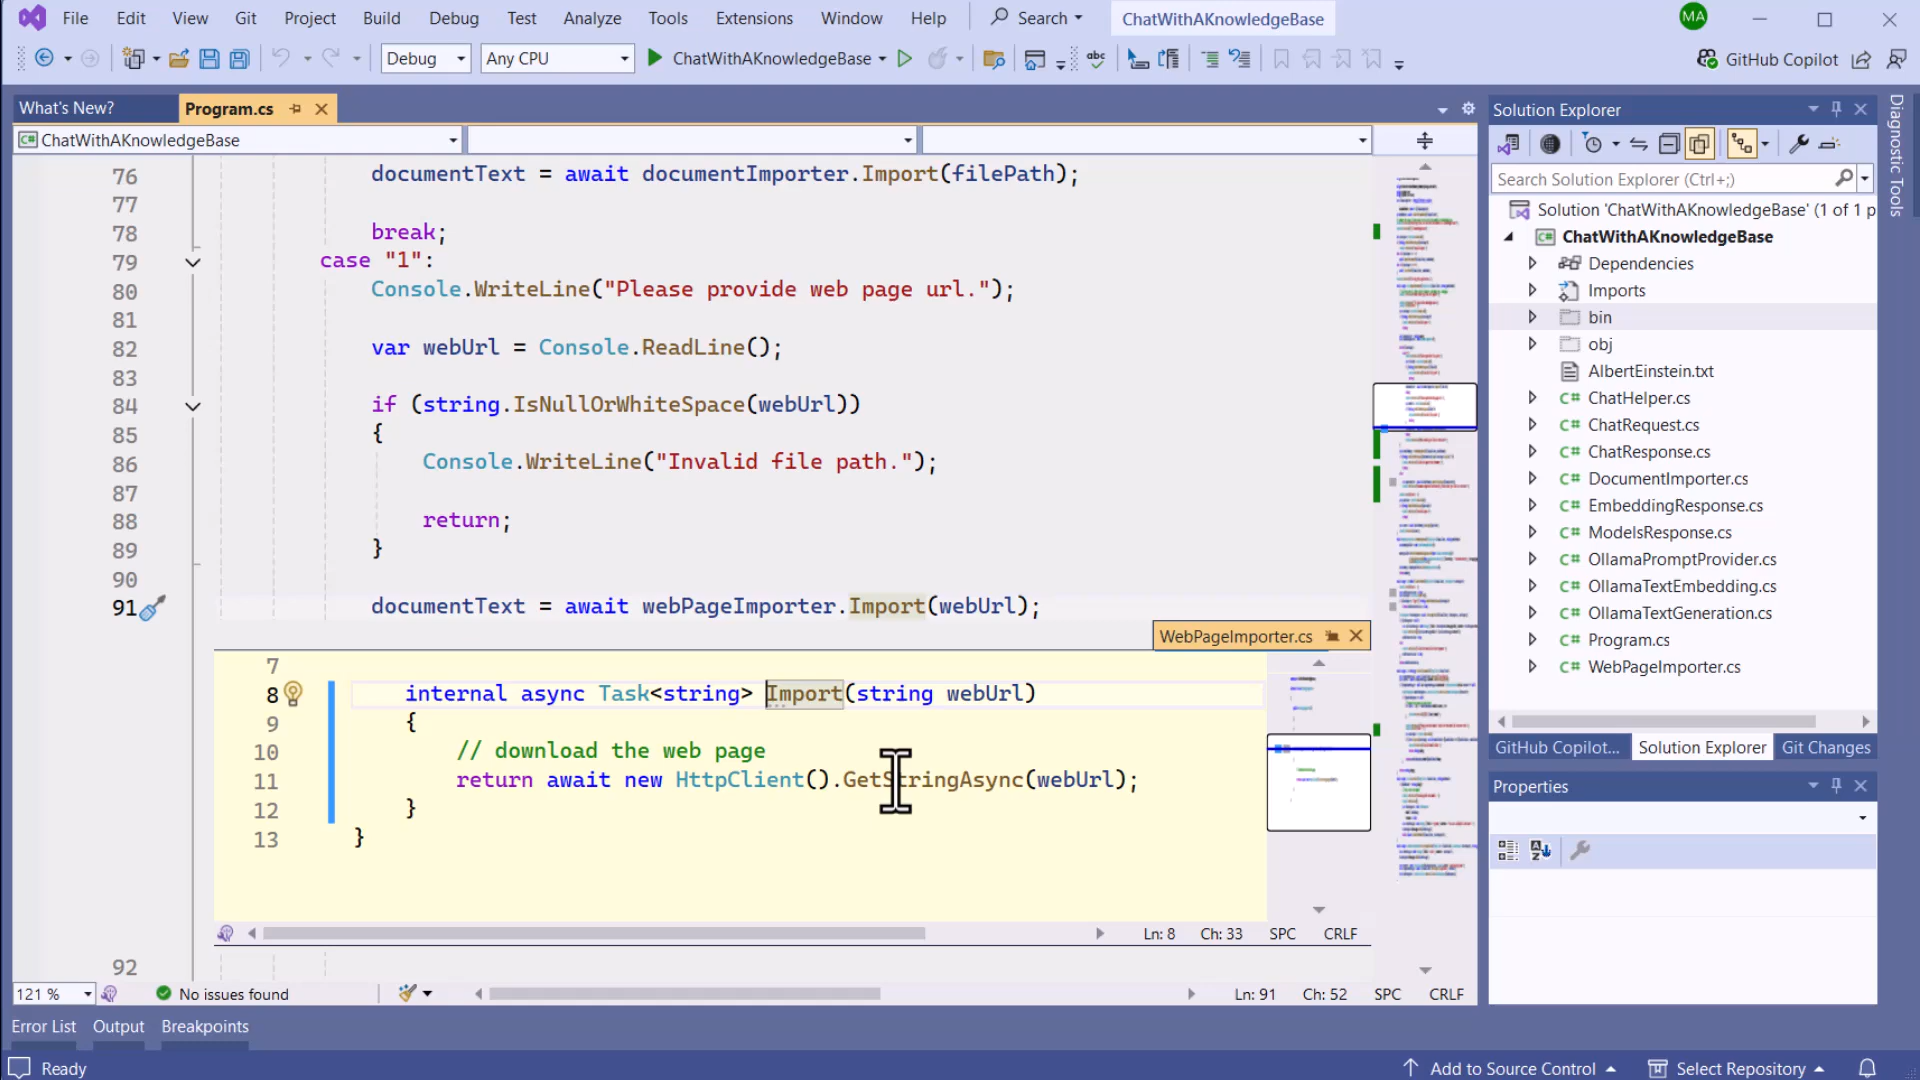 File Edit View Git Project Build Debug Test Analyze Tools Extensions Window Help Search ChatWithAKnowledgeBase MA
Debug Any CPU ChatWithAKnowledgeBase abc GitHub Copilot
What's New? Program.cs
ChatWithAKnowledgeBase
76 documentText = await documentImporter.Import(filePath);
77
78 break;
79 case "1":
80 Console.WriteLine("Please provide web page url.");
81
82 var webUrl = Console.ReadLine();
83
84 if (string.IsNullOrWhiteSpace(webUrl))
85 {
86 Console.WriteLine("Invalid file path.");
87
88 return;
89 }
90
91 documentText = await webPageImporter.Import(webUrl);
WebPageImporter.cs
7
8 internal async Task<string> Import(string webUrl)
9 {
10 // download the web page
11 return await new HttpClient().GetStringAsync(webUrl);
12 }
13 }
Ln: 8 Ch: 33 SPC CRLF
92
121 % No issues found Ln: 91 Ch: 52 SPC CRLF
Error List Output Breakpoints
Ready Add to Source Control Select Repository
Solution Explorer
Search Solution Explorer (Ctrl+;)
Solution 'ChatWithAKnowledgeBase' (1 of 1 p
C# ChatWithAKnowledgeBase
Dependencies
Imports
bin
obj
AlbertEinstein.txt
C# ChatHelper.cs
C# ChatRequest.cs
C# ChatResponse.cs
C# DocumentImporter.cs
C# EmbeddingResponse.cs
C# ModelsResponse.cs
C# OllamaPromptProvider.cs
C# OllamaTextEmbedding.cs
C# OllamaTextGeneration.cs
C# Program.cs
C# WebPageImporter.cs
GitHub Copilot... Solution Explorer Git Changes
Properties
Diagnostic Tools